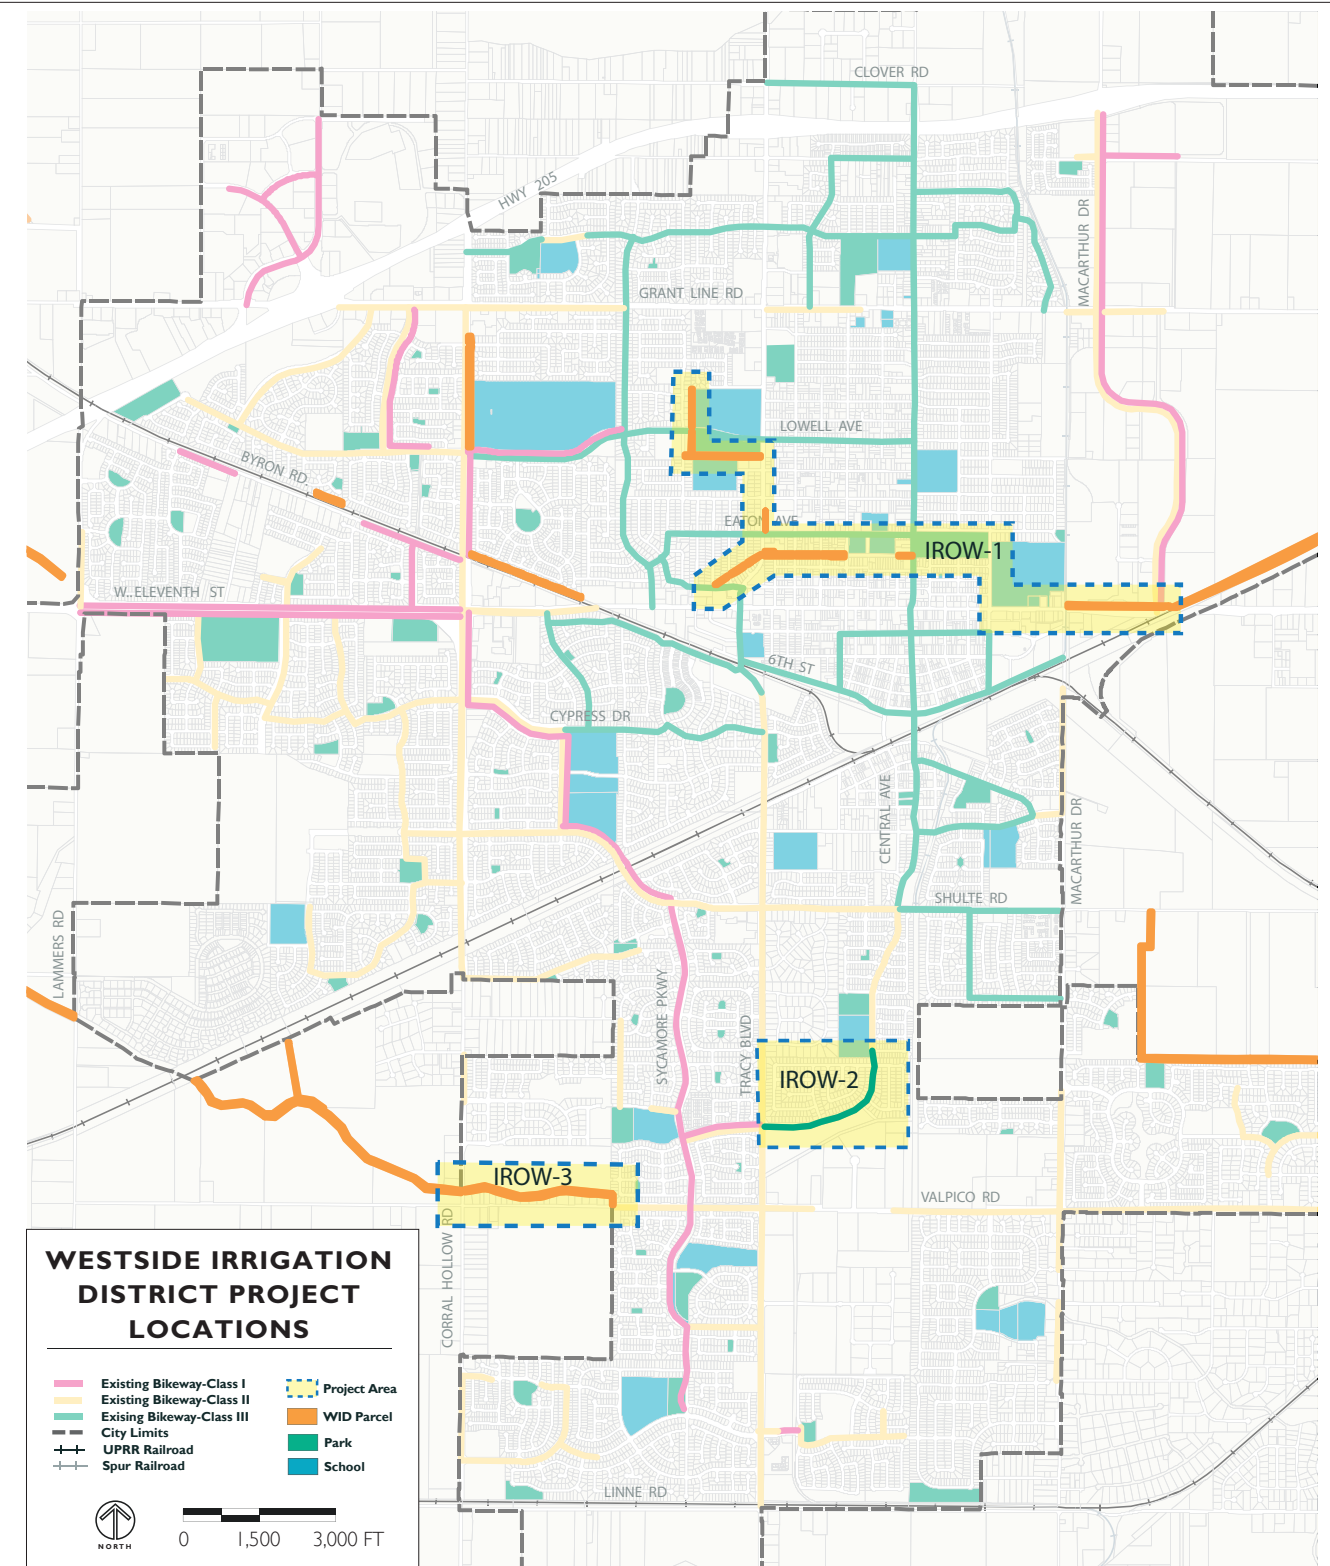 CLOVER RD
HWY 205
MACARTHUR DR
GRANT LINE RD
LOWELL AVE
BYRON RD.
EATON AVE
IROW-1
W..ELEVENTH ST
6TH ST
CYPRESS DR
CENTRAL AVE
MACARTHUR DR
SHULTE RD
LAMMERS RD
SYCAMORE PKWY
TRACY BLVD
IROW-2
IROW-3
VALPICO RD
CORRAL HOLLOW RD
LINNE RD
WESTSIDE IRRIGATION
DISTRICT PROJECT
LOCATIONS
Existing Bikeway-Class I
Existing Bikeway-Class II
Exising Bikeway-Class III
City Limits
UPRR Railroad
Spur Railroad
Project Area
WID Parcel
Park
School
NORTH
0 1,500 3,000 FT